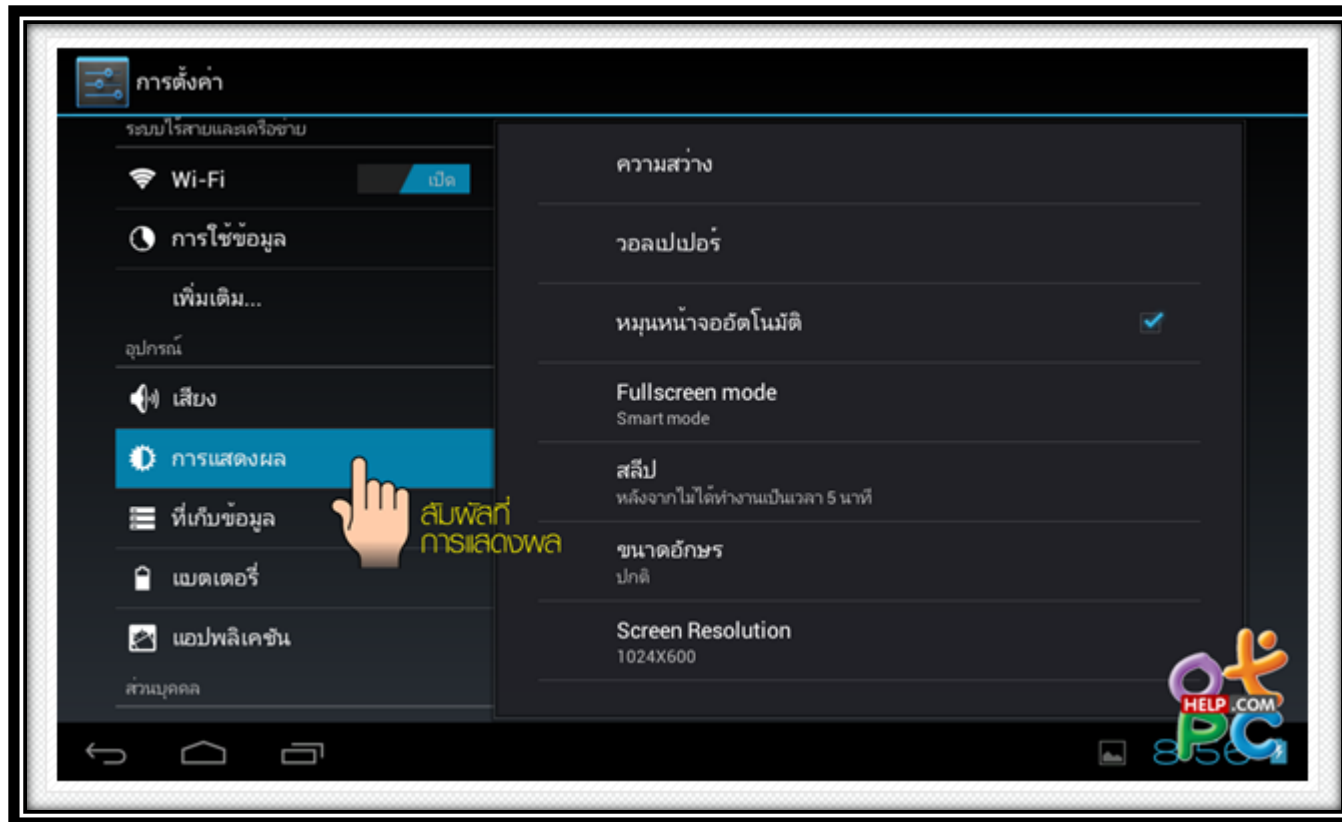 การตั้งค่า
ระบบไร้สายและเครือข่าย
Wi-Fi
เปิด
การใช้ข้อมูล
เพิ่มเติม...
อุปกรณ์
เสียง
การแสดงผล
ที่เก็บข้อมูล
แบตเตอรี่
แอปพลิเคชัน
ส่วนบุคคล
สัมผัสที่
การแสดงผล
ความสว่าง
วอลเปเปอร์
หมุนหน้าจออัตโนมัติ
Fullscreen mode
Smart mode
สลีป
หลังจากไม่ได้ทำงานเป็นเวลา 5 นาที
ขนาดอักษร
ปกติ
Screen Resolution
1024X600
HELP.COM
PC